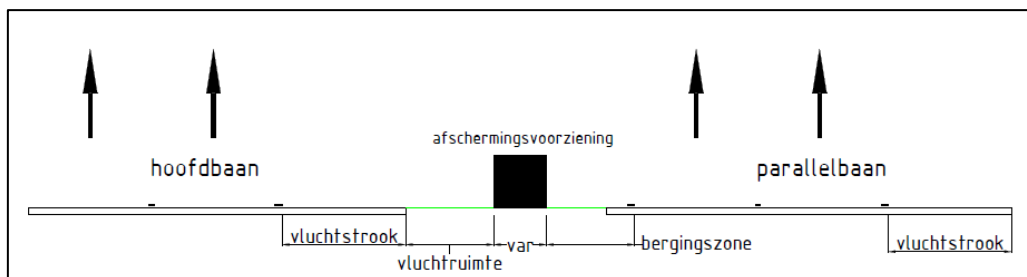 afschermingsvoorziening
hoofdbaan
parallelbaan
vluchtstrook
vluchtruimte
var
bergingszone
vluchtstrook